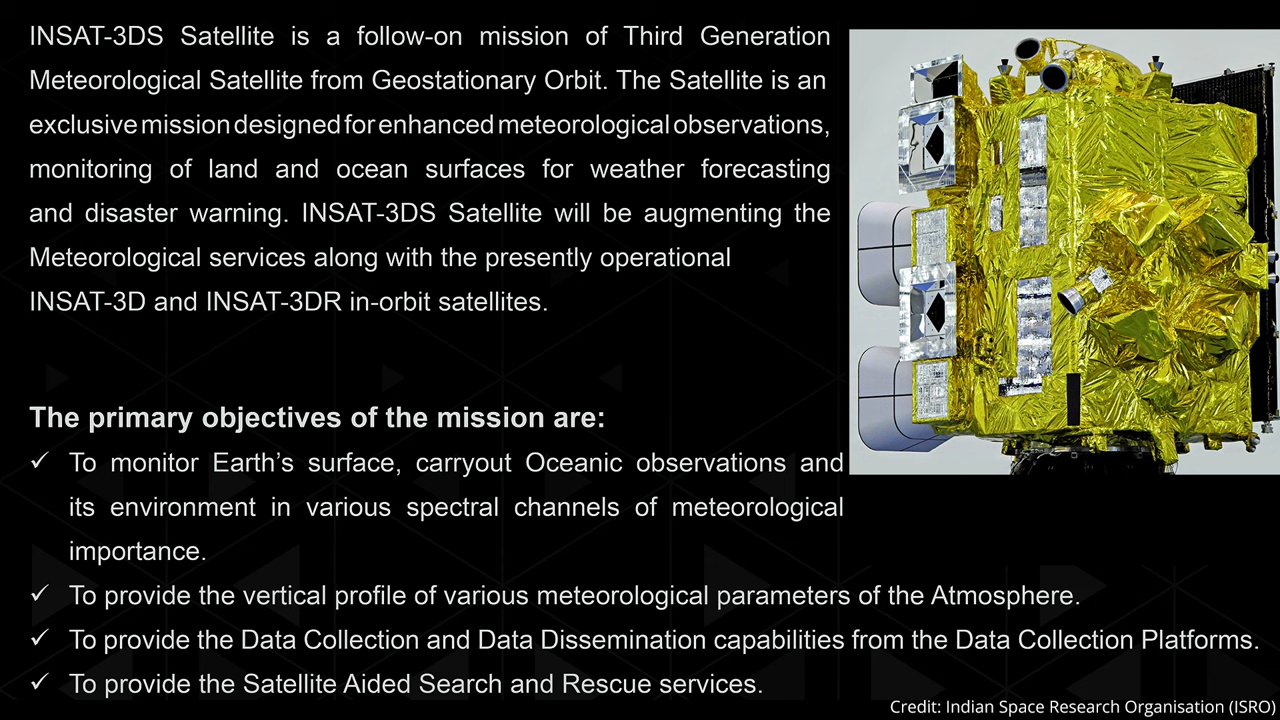 INSAT-3DS Satellite is a follow-on mission of Third Generation
Meteorological Satellite from Geostationary Orbit. The Satellite is an
exclusive mission designed for enhanced meteorological observations,
monitoring of land and ocean surfaces for weather forecasting
and disaster warning. INSAT-3DS Satellite will be augmenting the
Meteorological services along with the presently operational
INSAT-3D and INSAT-3DR in-orbit satellites.
The primary objectives of the mission are:
✓ To monitor Earth's surface, carryout Oceanic observations and
its environment in various spectral channels of meteorological
importance.
✓ To provide the vertical profile of various meteorological parameters of the Atmosphere.
✓ To provide the Data Collection and Data Dissemination capabilities from the Data Collection Platforms.
✓ To provide the Satellite Aided Search and Rescue services.
Credit: Indian Space Research Organisation (ISRO)